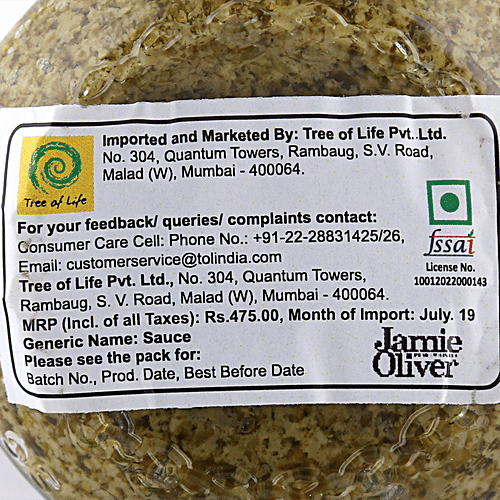 Tree of Life
Imported and Marketed By: Tree of Life Pvt. Ltd.
No. 304, Quantum Towers, Rambaug, S.V. Road,
Malad (W), Mumbai - 400064.
For your feedback/ queries/ complaints contact:
Consumer Care Cell: Phone No.: +91-22-28831425/26,
Email: customerservice@tolindia.com
Tree of Life Pvt. Ltd., No. 304, Quantum Towers,
Rambaug, S. V. Road, Malad (W), Mumbai - 400064.
MRP (Incl. of all Taxes): Rs.475.00, Month of Import: July. 19
Generic Name: Sauce
Please see the pack for:
Batch No., Prod. Date, Best Before Date
fssai
License No.
10012022000143
Jamie
Oliver